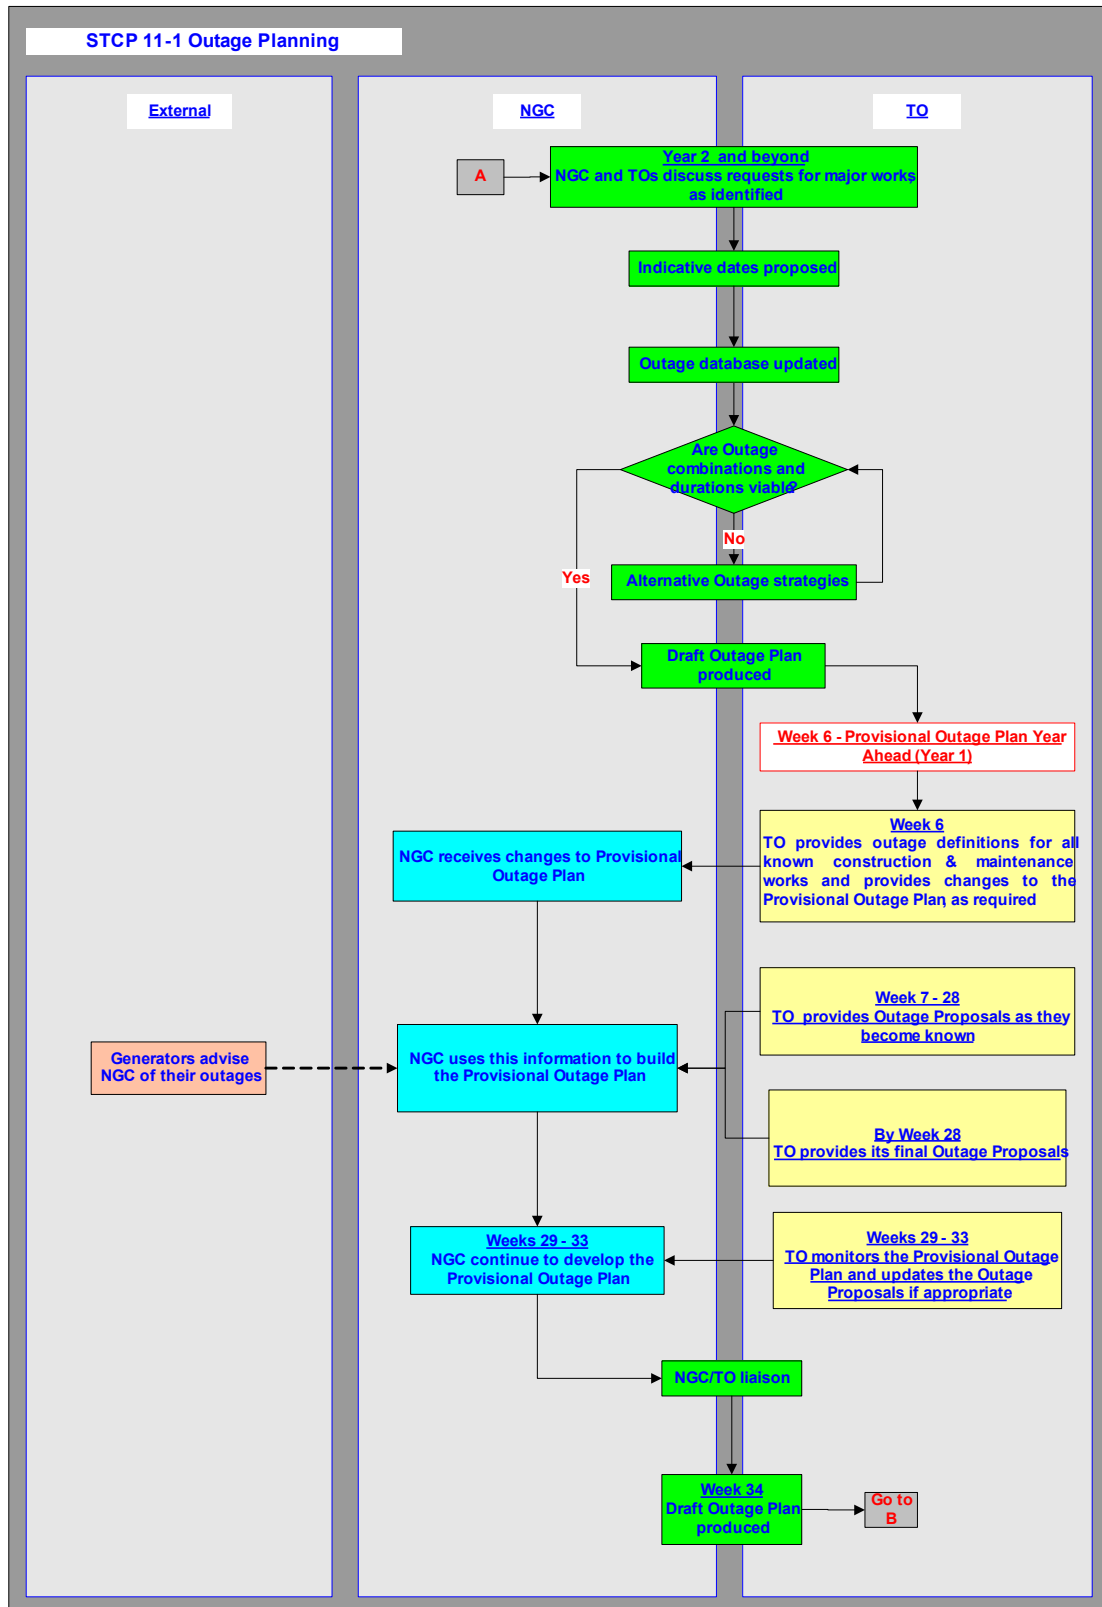 STCP 11-1 Outage Planning
External
NGC
TO
A
Year 2 and beyond
NGC and TOs discuss requests for major works,
as identified
Indicative dates proposed
Outage database updated
Are Outage
combinations and
durations viable?
No
Yes
Alternative Outage strategies
Draft Outage Plan
produced
Week 6 - Provisional Outage Plan Year
Ahead (Year 1)
Week 6
TO provides outage definitions for all
known construction & maintenance
works and provides changes to the
Provisional Outage Plan, as required
NGC receives changes to Provisional
Outage Plan
Week 7 - 28
TO provides Outage Proposals as they
become known
Generators advise
NGC of their outages
NGC uses this information to build
the Provisional Outage Plan
By Week 28
TO provides its final Outage Proposals
Weeks 29 - 33
NGC continue to develop the
Provisional Outage Plan
Weeks 29 - 33
TO monitors the Provisional Outage
Plan and updates the Outage
Proposals if appropriate
NGC/TO liaison
Week 34
Draft Outage Plan
produced
Go to
B